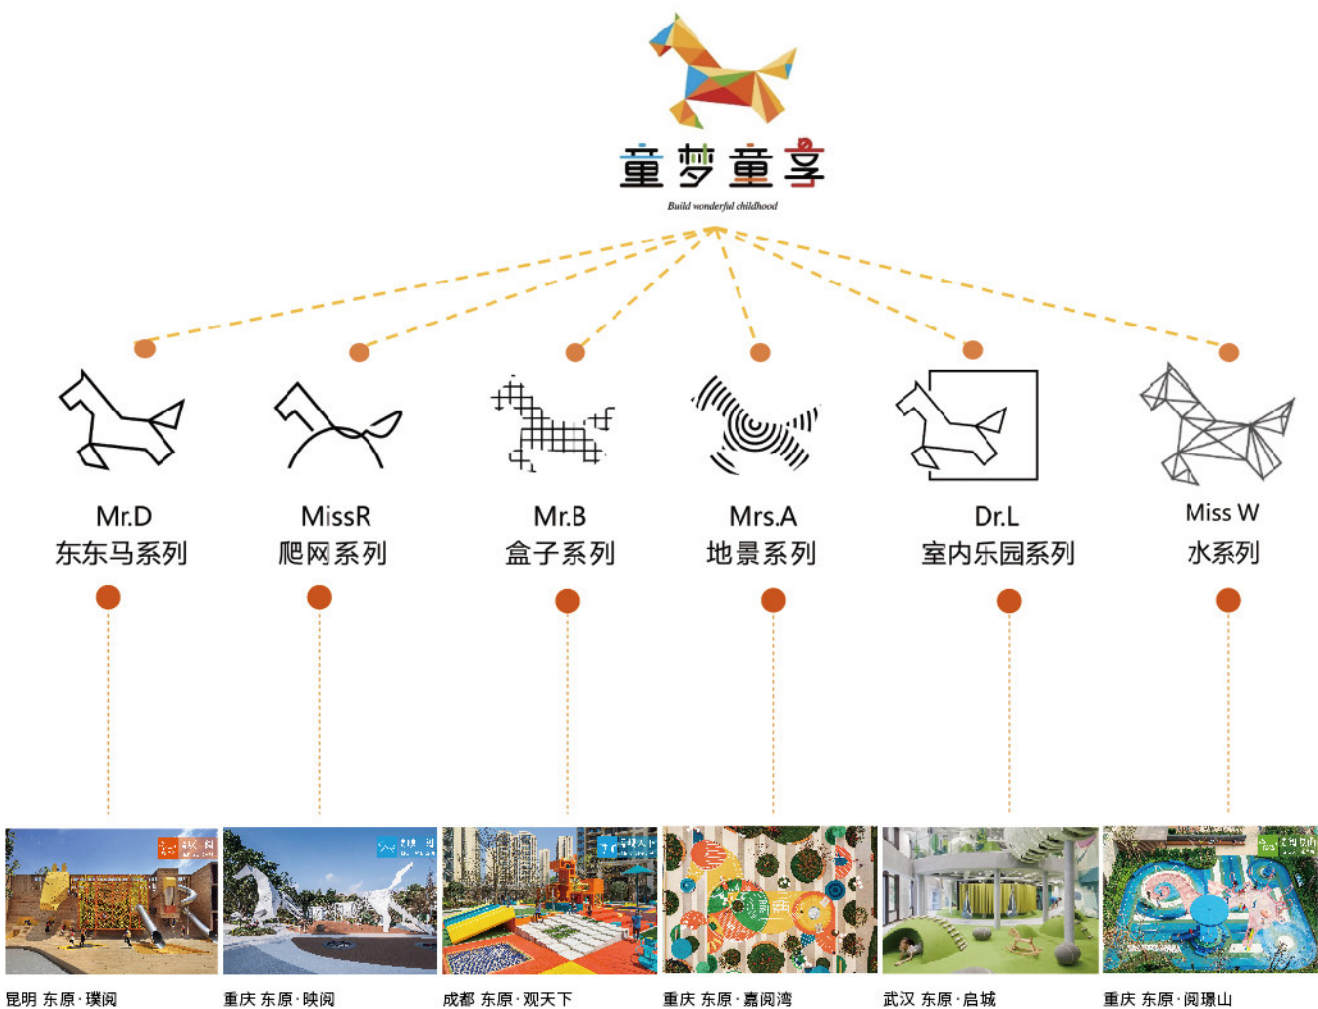 童梦童享
Build wonderful childhood
Mr.D
东东马系列
MissR
爬网系列
Mr.B
盒子系列
Mrs.A
地景系列
Dr.L
室内乐园系列
Miss W
水系列
昆明 东原·璞阅
重庆 东原·映阅
成都 东原·观天下
重庆 东原·嘉阅湾
武汉 东原·启城
重庆 东原·阅璟山